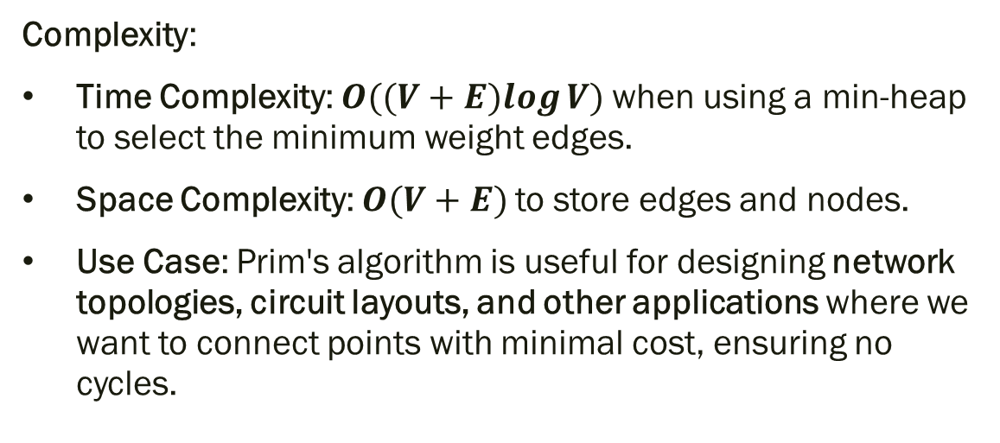 Complexity:
• Time Complexity: O((V + E)log V) when using a min-heap
to select the minimum weight edges.
• Space Complexity: O(V + E) to store edges and nodes.
• Use Case: Prim's algorithm is useful for designing network
topologies, circuit layouts, and other applications where we
want to connect points with minimal cost, ensuring no
cycles.